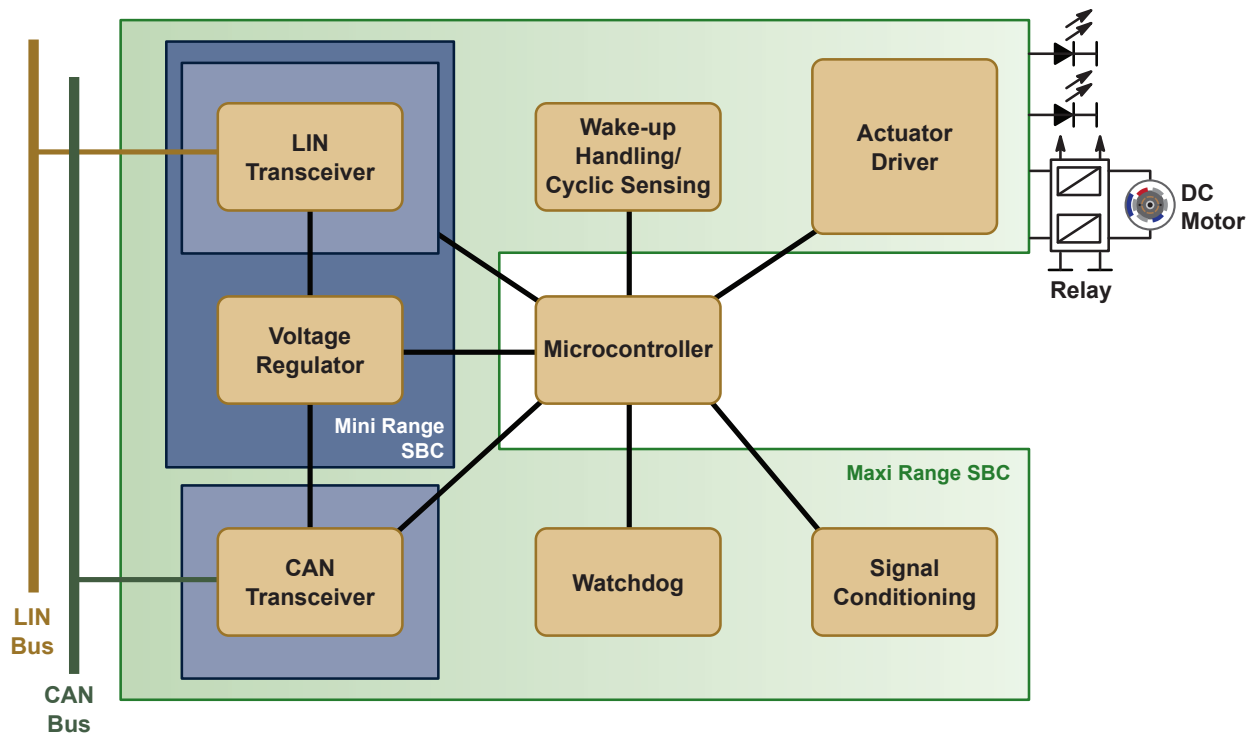 LIN
Transceiver
Wake-up
Handling/
Cyclic Sensing
Actuator
Driver
DC
Motor
Relay
Voltage
Regulator
Microcontroller
Mini Range
SBC
Maxi Range SBC
CAN
Transceiver
Watchdog
Signal
Conditioning
LIN
Bus
CAN
Bus